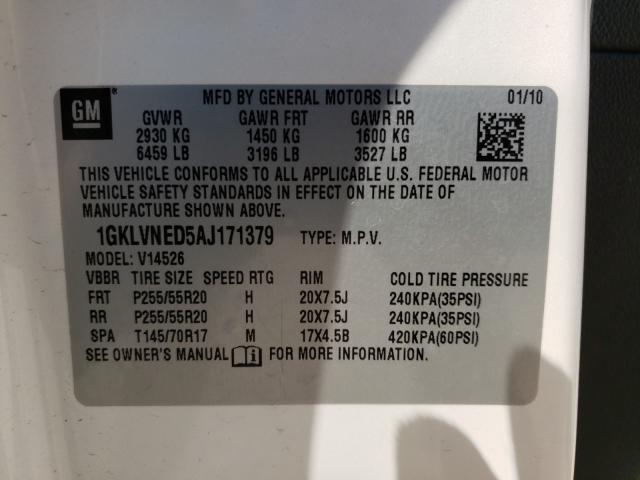 GM ® MFD BY GENERAL MOTORS LLC 01/10
GVWR GAWR FRT GAWR RR
2930 KG 1450 KG 1600 KG
6459 LB 3196 LB 3527 LB
THIS VEHICLE CONFORMS TO ALL APPLICABLE U.S. FEDERAL MOTOR
VEHICLE SAFETY STANDARDS IN EFFECT ON THE DATE OF
MANUFACTURE SHOWN ABOVE.
1GKLVNED5AJ171379 TYPE: M.P.V.
MODEL: V14526
VBBR TIRE SIZE SPEED RTG RIM COLD TIRE PRESSURE
FRT P255/55R20 H 20X7.5J 240KPA(35PSI)
RR P255/55R20 H 20X7.5J 240KPA(35PSI)
SPA T145/70R17 M 17X4.5B 420KPA(60PSI)
SEE OWNER'S MANUAL i FOR MORE INFORMATION.